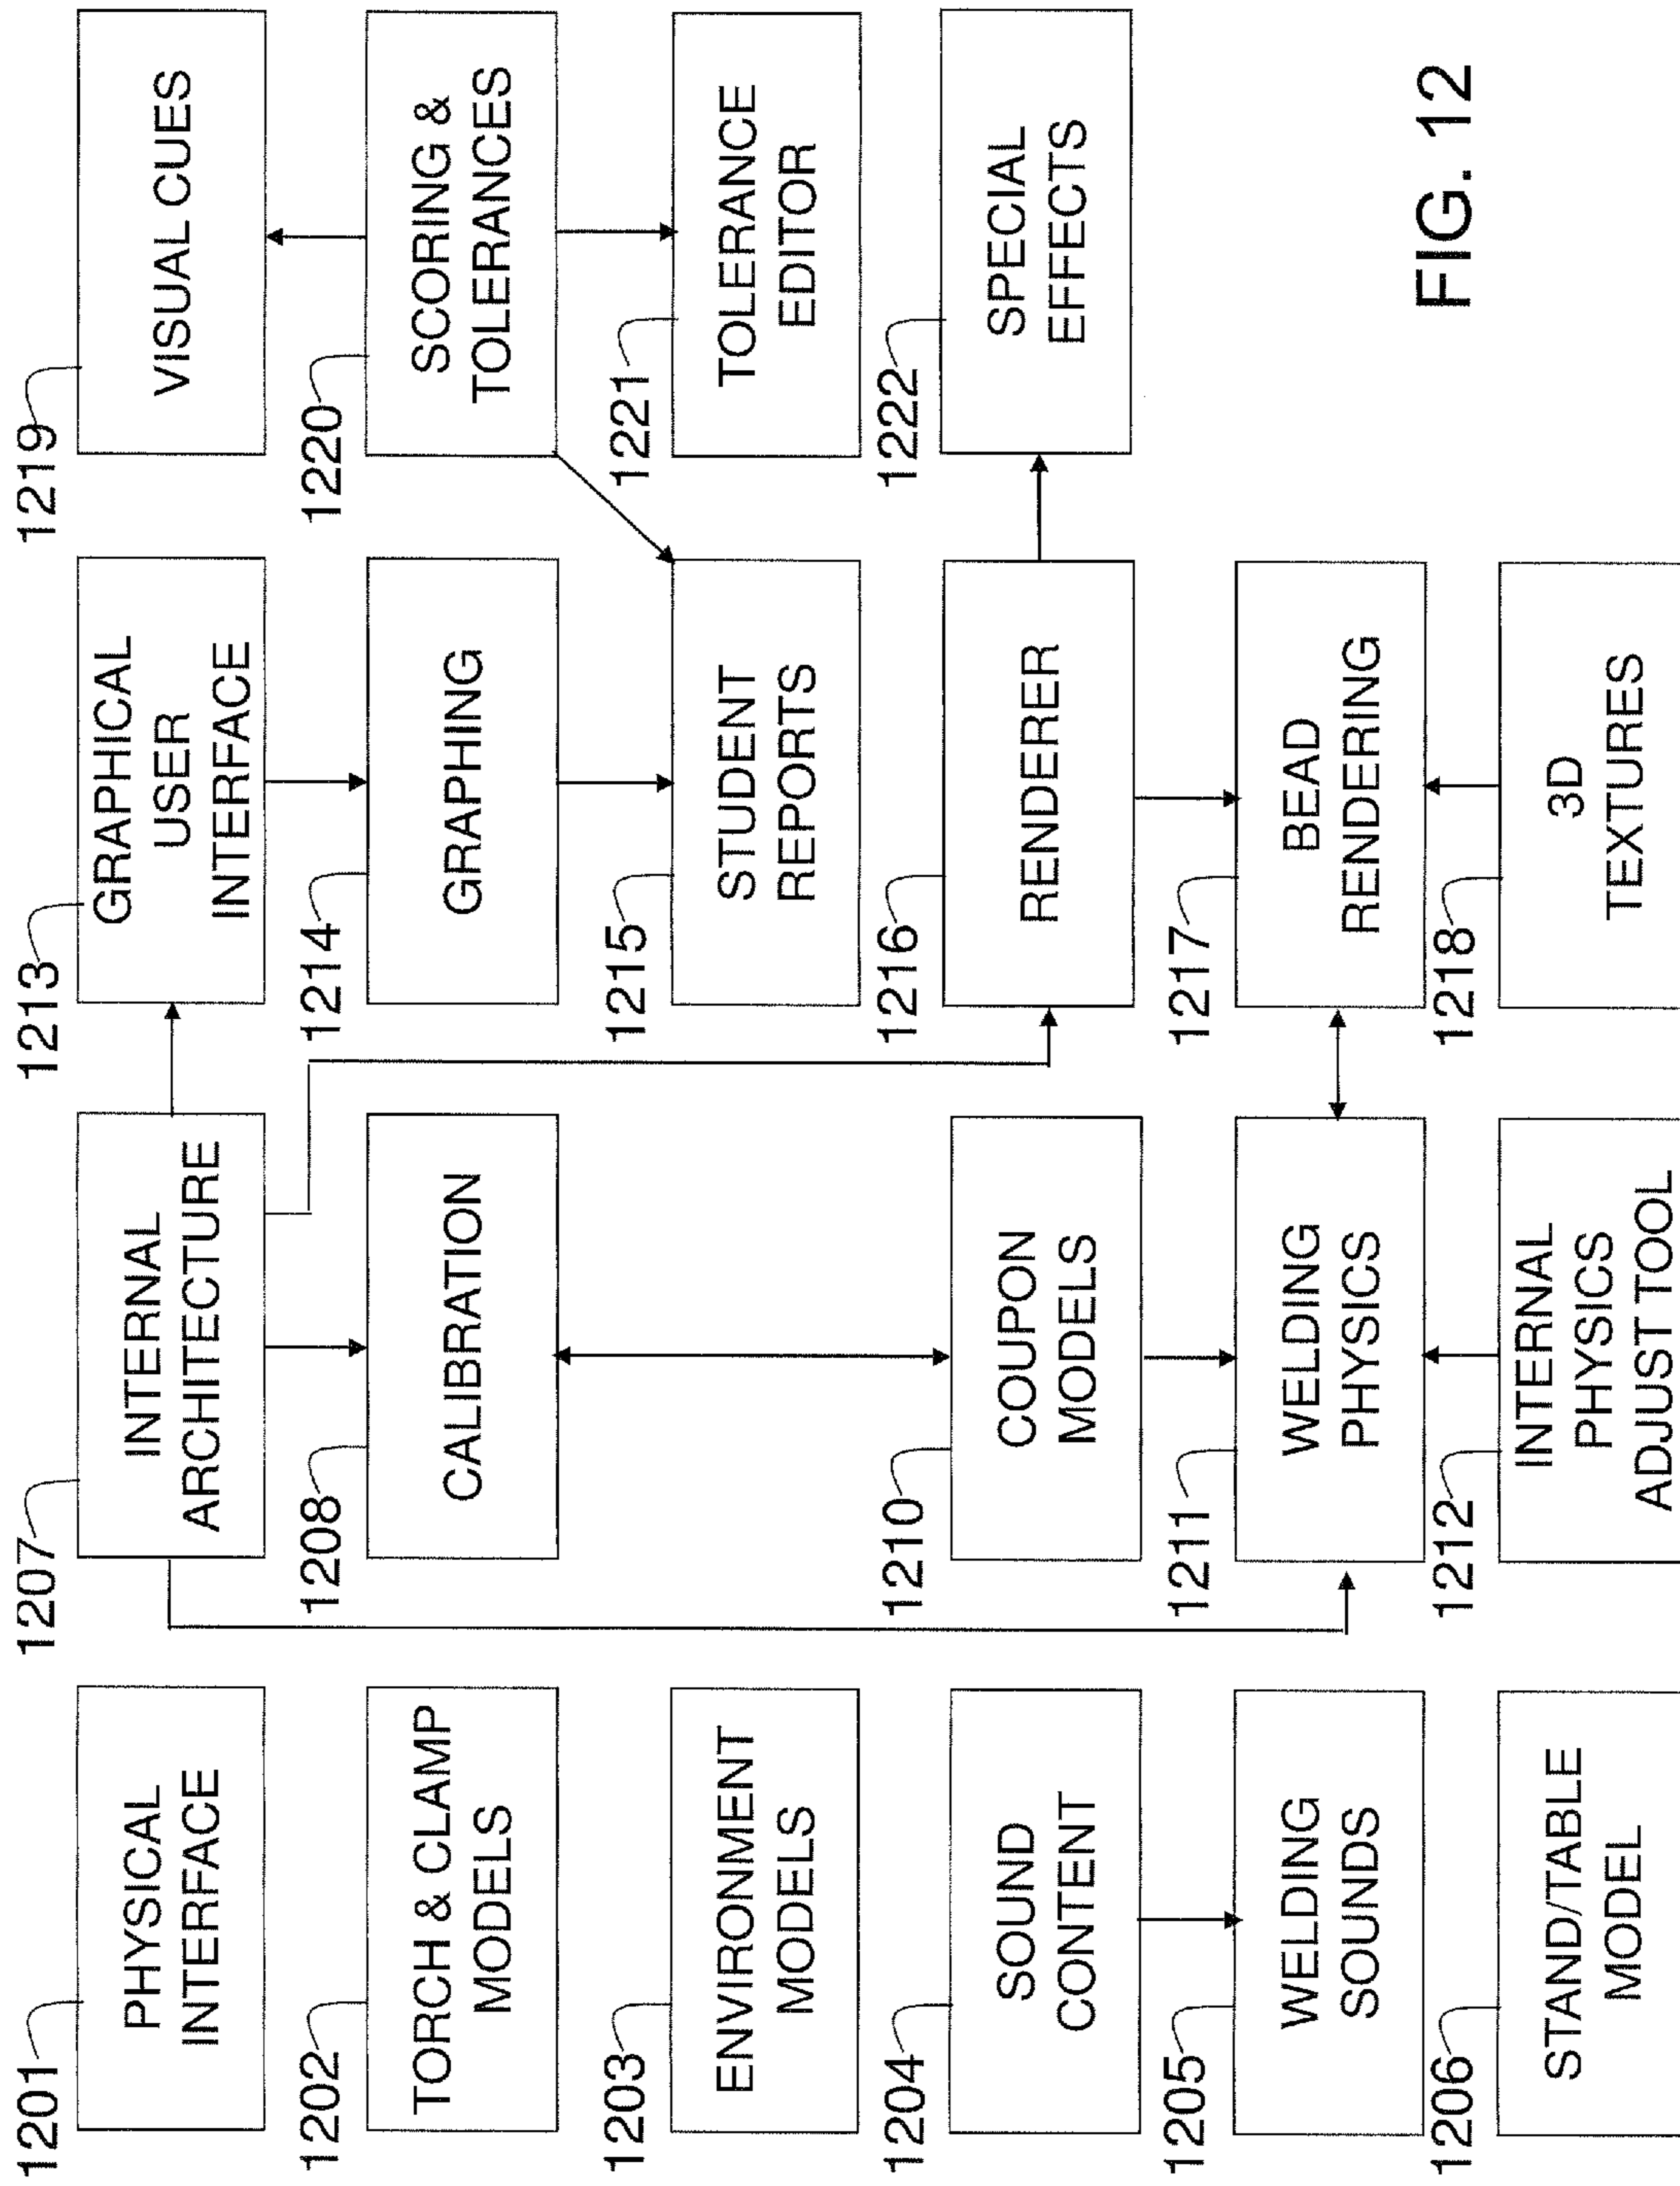 1201
PHYSICAL
INTERFACE
1202
TORCH & CLAMP
MODELS
1203
ENVIRONMENT
MODELS
1204
SOUND
CONTENT
1205
WELDING
SOUNDS
1206
STAND/TABLE
MODEL
1207
INTERNAL
ARCHITECTURE
1208
CALIBRATION
1210
COUPON
MODELS
1211
WELDING
PHYSICS
1212
INTERNAL
PHYSICS
ADJUST TOOL
1213
GRAPHICAL
USER
INTERFACE
1214
GRAPHING
1215
STUDENT
REPORTS
1216
RENDERER
1217
BEAD
RENDERING
1218
3D
TEXTURES
1219
VISUAL CUES
1220
SCORING &
TOLERANCES
1221
TOLERANCE
EDITOR
1222
SPECIAL
EFFECTS
FIG. 12